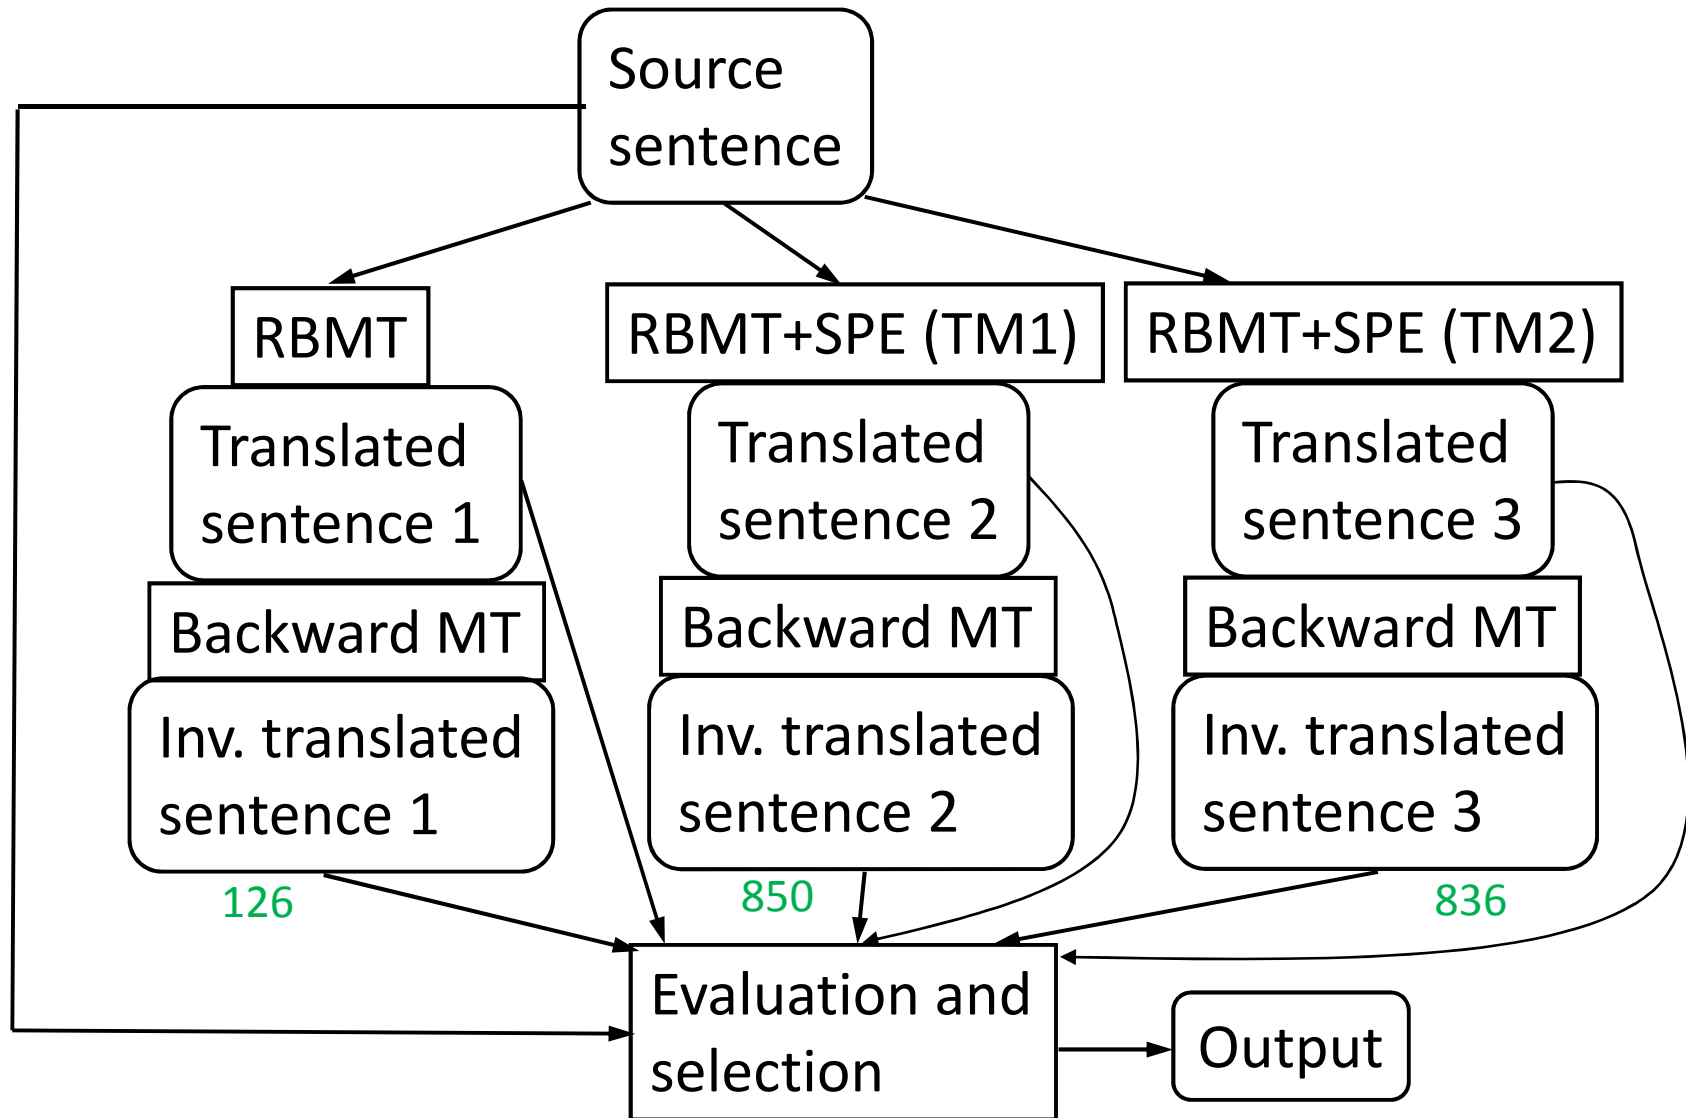 Source
sentence
RBMT
RBMT+SPE (TM1)
RBMT+SPE (TM2)
Translated
sentence 1
Translated
sentence 2
Translated
sentence 3
Backward MT
Backward MT
Backward MT
Inv. translated
sentence 1
Inv. translated
sentence 2
Inv. translated
sentence 3
126
850
836
Evaluation and
selection
Output